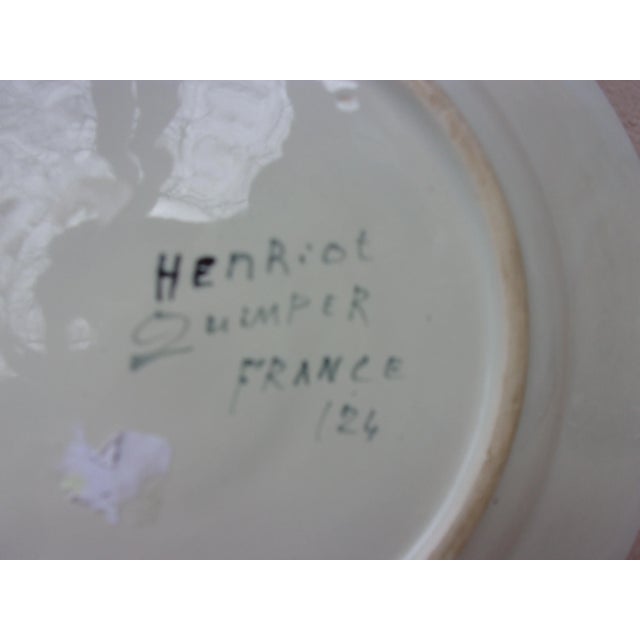 HenRiot
QuimPER
FRANCE
124